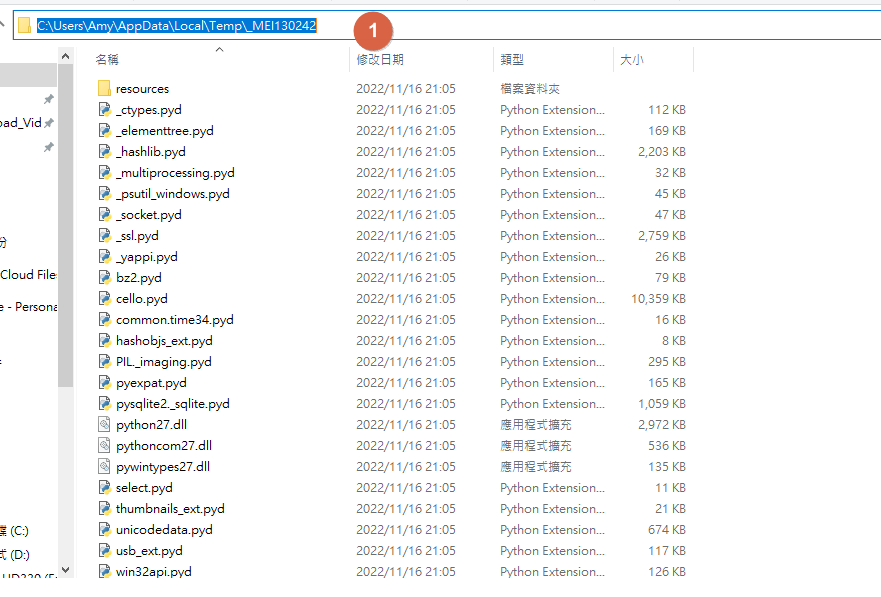 C:\Users\Amy\AppData\Local\Temp\_MEI130242
1
名稱 修改日期 類型 大小
resources 2022/11/16 21:05 檔案資料夾
_ctypes.pyd 2022/11/16 21:05 Python Extension... 112 KB
_elementtree.pyd 2022/11/16 21:05 Python Extension... 169 KB
_hashlib.pyd 2022/11/16 21:05 Python Extension... 2,203 KB
_multiprocessing.pyd 2022/11/16 21:05 Python Extension... 32 KB
_psutil_windows.pyd 2022/11/16 21:05 Python Extension... 45 KB
_socket.pyd 2022/11/16 21:05 Python Extension... 47 KB
_ssl.pyd 2022/11/16 21:05 Python Extension... 2,759 KB
_yappi.pyd 2022/11/16 21:05 Python Extension... 26 KB
bz2.pyd 2022/11/16 21:05 Python Extension... 79 KB
cello.pyd 2022/11/16 21:05 Python Extension... 10,359 KB
common.time34.pyd 2022/11/16 21:05 Python Extension... 16 KB
hashobjs_ext.pyd 2022/11/16 21:05 Python Extension... 8 KB
PIL._imaging.pyd 2022/11/16 21:05 Python Extension... 295 KB
pyexpat.pyd 2022/11/16 21:05 Python Extension... 165 KB
pysqlite2._sqlite.pyd 2022/11/16 21:05 Python Extension... 1,059 KB
python27.dll 2022/11/16 21:05 應用程式擴充 2,972 KB
pythoncom27.dll 2022/11/16 21:05 應用程式擴充 536 KB
pywintypes27.dll 2022/11/16 21:05 應用程式擴充 135 KB
select.pyd 2022/11/16 21:05 Python Extension... 11 KB
thumbnails_ext.pyd 2022/11/16 21:05 Python Extension... 21 KB
unicodedata.pyd 2022/11/16 21:05 Python Extension... 674 KB
usb_ext.pyd 2022/11/16 21:05 Python Extension... 117 KB
win32api.pyd 2022/11/16 21:05 Python Extension... 126 KB
oad_Vid
份
Cloud File
e - Persona
(C:)
式 (D:)